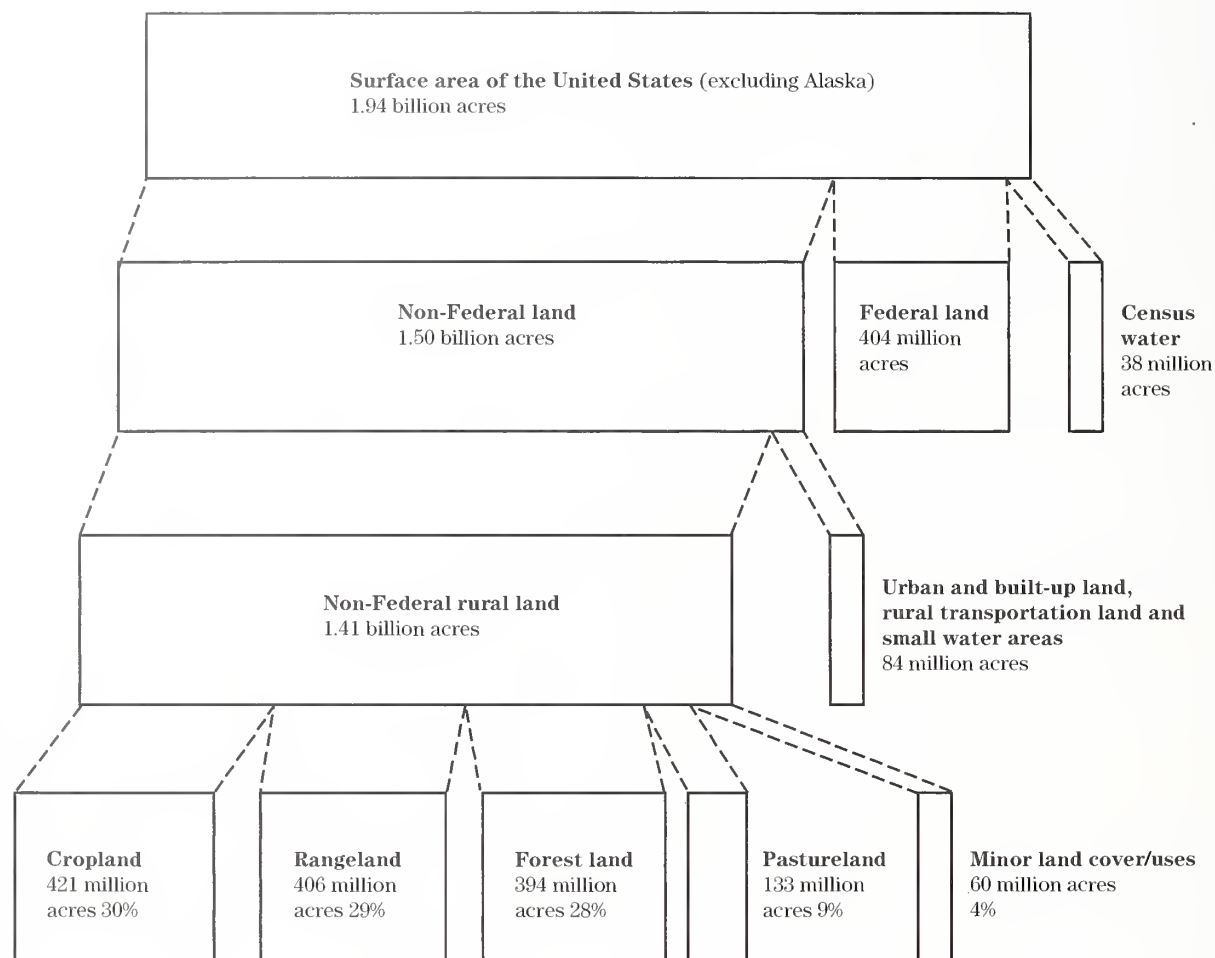 Surface area of the United States (excluding Alaska)
1.94 billion acres
Non-Federal land
1.50 billion acres
Federal land
404 million
acres
Census
water
38 million
acres
Non-Federal rural land
1.41 billion acres
Urban and built-up land,
rural transportation land and
small water areas
84 million acres
Cropland
421 million
acres 30%
Rangeland
406 million
acres 29%
Forest land
394 million
acres 28%
Pastureland
133 million
acres 9%
Minor land cover/uses
60 million acres
4%